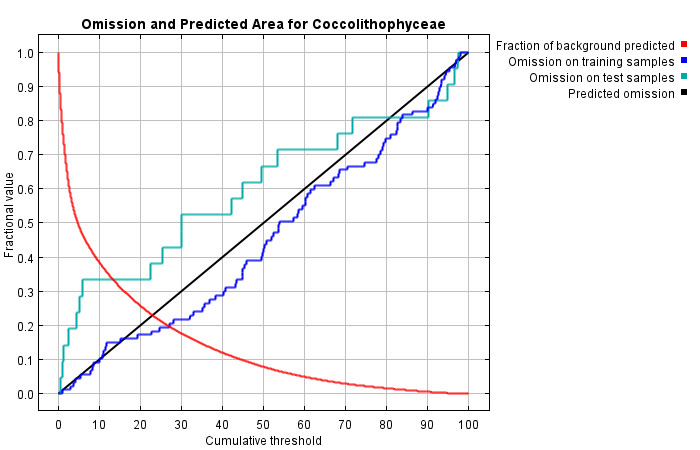 Omission and Predicted Area for Coccolithophyceae
Fraction of background predicted
Omission on training samples
Omission on test samples
Predicted omission
Fractional value
1.0
0.9
0.8
0.7
0.6
0.5
0.4
0.3
0.2
0.1
0.0
0 10 20 30 40 50 60 70 80 90 100
Cumulative threshold